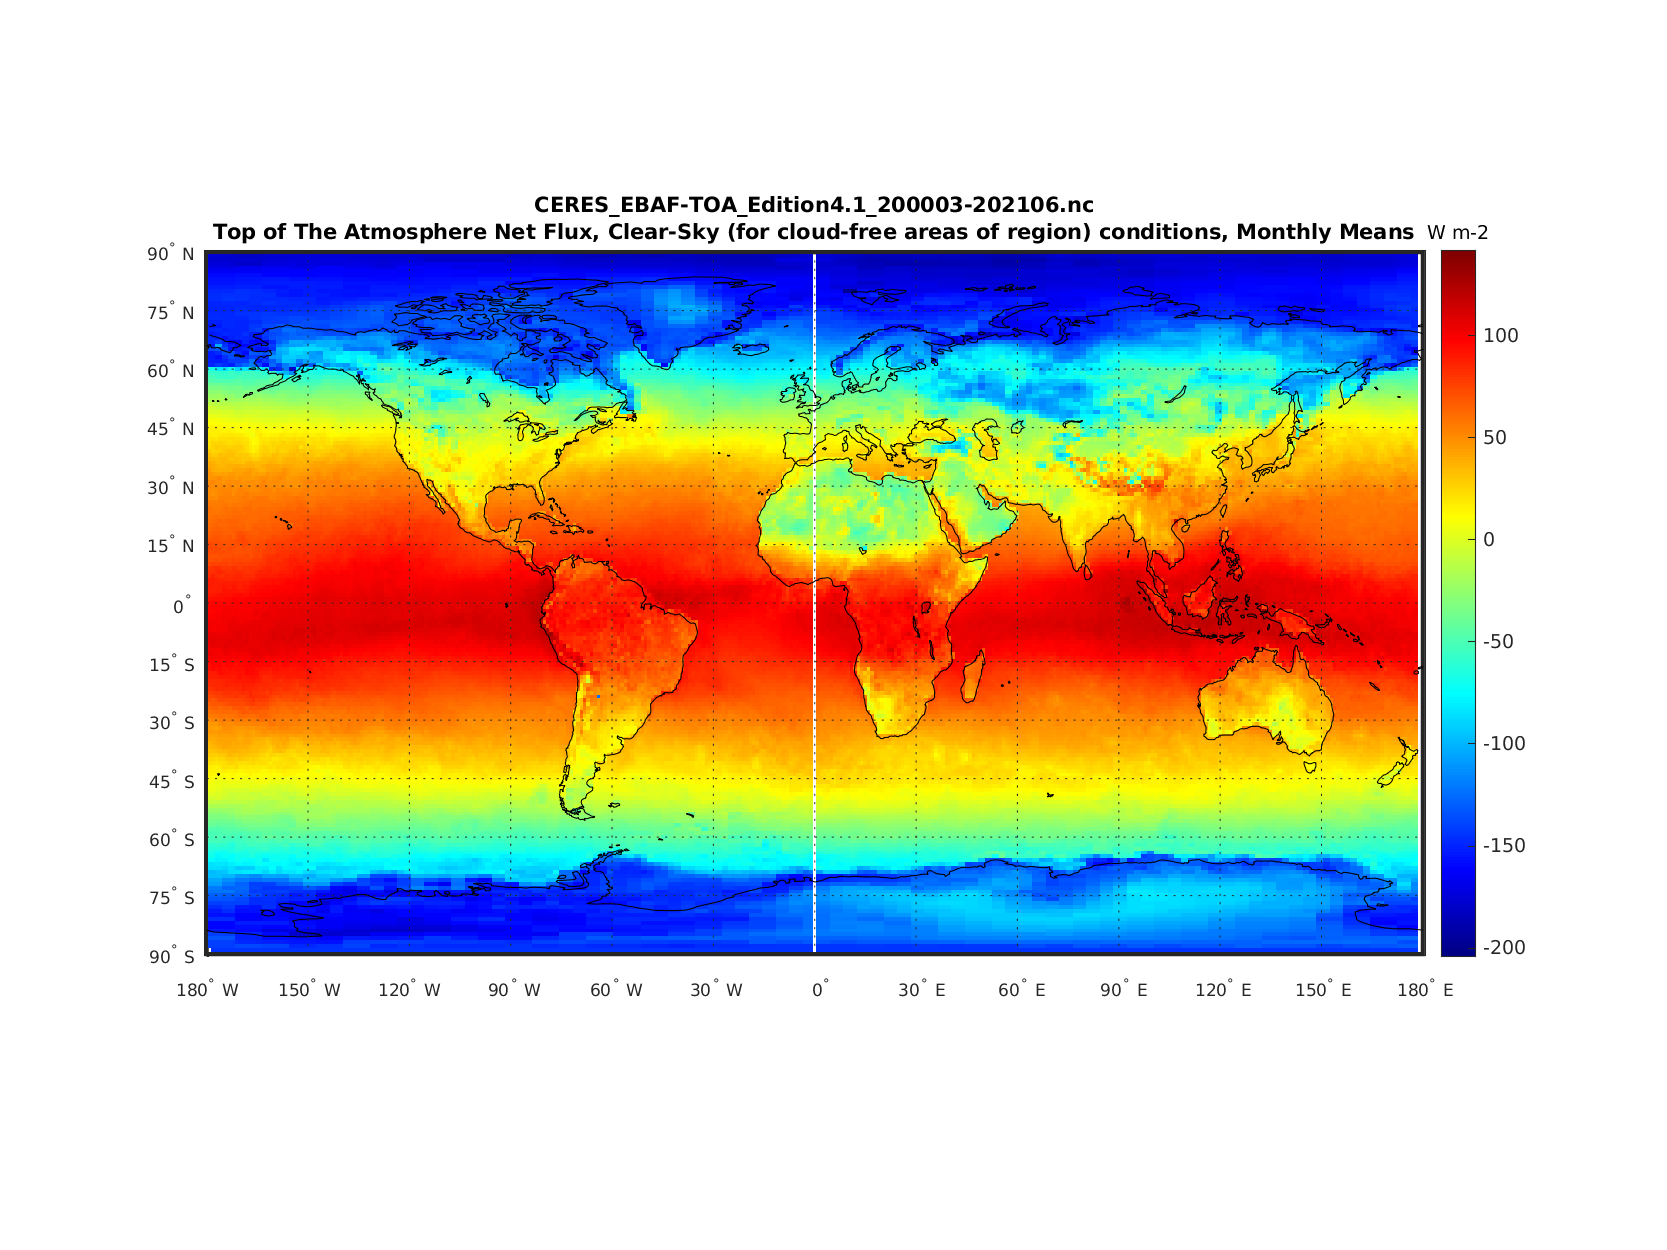 CERES_EBAF-TOA_Edition4.1_200003-202106.nc
Top of The Atmosphere Net Flux, Clear-Sky (for cloud-free areas of region) conditions, Monthly Means W m-2
90° N
75° N
60° N
45° N
30° N
15° N
0°
15° S
30° S
45° S
60° S
75° S
90° S
100
50
0
-50
-100
-150
-200
180° W 150° W 120° W 90° W 60° W 30° W 0° 30° E 60° E 90° E 120° E 150° E 180° E